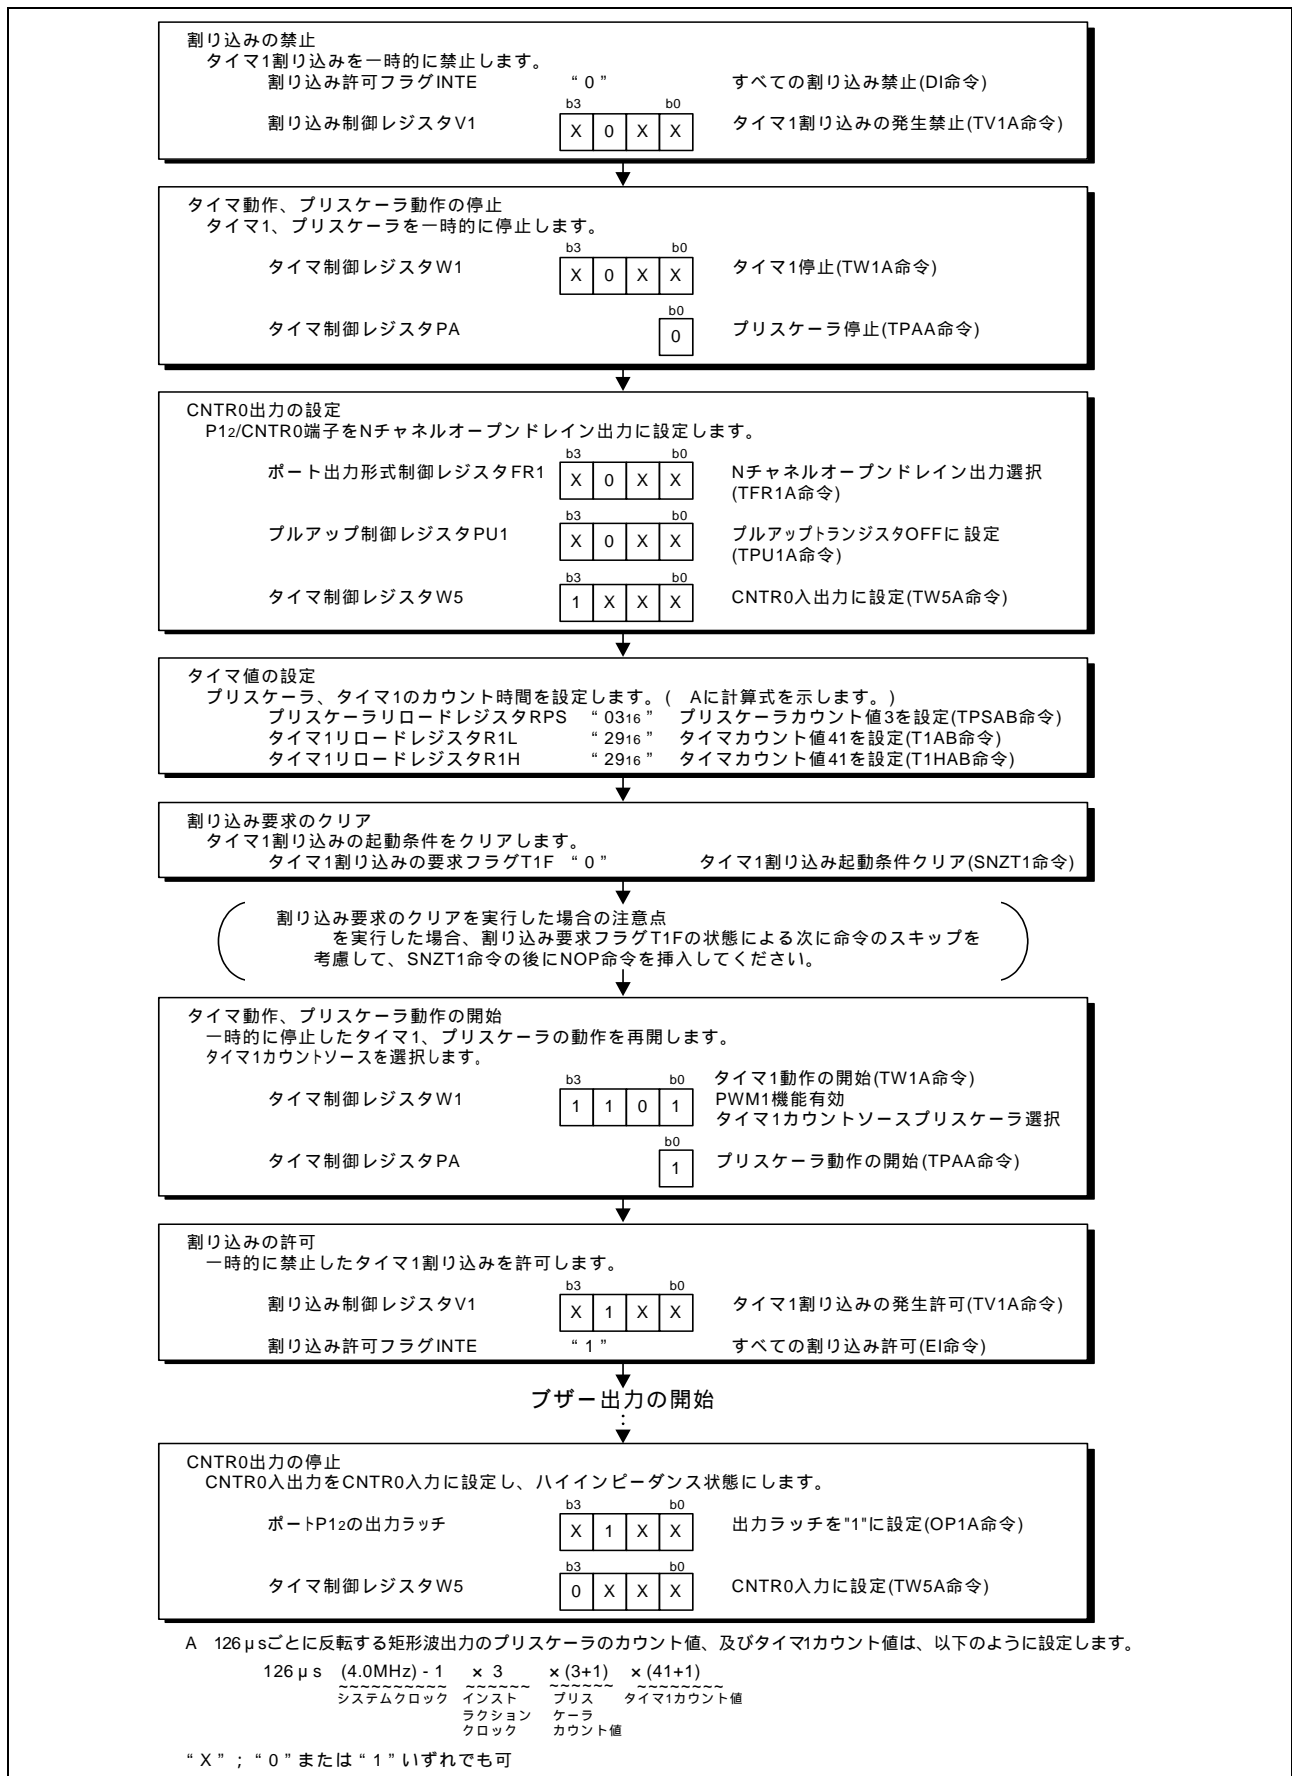 割り込みの禁止
タイマ1割り込みを一時的に禁止します。
割り込み許可フラグINTE “0” すべての割り込み禁止(DI命令)
b3 b0
割り込み制御レジスタV1 X 0 X X タイマ1割り込みの発生禁止(TV1A命令)
タイマ動作、プリスケーラ動作の停止
タイマ1、プリスケーラを一時的に停止します。
b3 b0
タイマ制御レジスタW1 X 0 X X タイマ1停止(TW1A命令)
b0
タイマ制御レジスタPA 0 プリスケーラ停止(TPAA命令)
CNTR0出力の設定
P12/CNTR0端子をNチャネルオープンドレイン出力に設定します。
b3 b0
ポート出力形式制御レジスタFR1 X 0 X X Nチャネルオープンドレイン出力選択
(TFR1A命令)
b3 b0
プルアップ制御レジスタPU1 X 0 X X プルアップトランジスタOFFに設定
(TPU1A命令)
b3 b0
タイマ制御レジスタW5 1 X X X CNTR0入出力に設定(TW5A命令)
タイマ値の設定
プリスケーラ、タイマ1のカウント時間を設定します。( Aに計算式を示します。)
プリスケーラリロードレジスタRPS “0316” プリスケーラカウント値3を設定(TPSAB命令)
タイマ1リロードレジスタR1L “2916” タイマカウント値41を設定(T1AB命令)
タイマ1リロードレジスタR1H “2916” タイマカウント値41を設定(T1HAB命令)
割り込み要求のクリア
タイマ1割り込みの起動条件をクリアします。
タイマ1割り込みの要求フラグT1F “0” タイマ1割り込み起動条件クリア(SNZT1命令)
割り込み要求のクリアを実行した場合の注意点
を実行した場合、割り込み要求フラグT1Fの状態による次に命令のスキップを
考慮して、SNZT1命令の後にNOP命令を挿入してください。
タイマ動作、プリスケーラ動作の開始
一時的に停止したタイマ1、プリスケーラの動作を再開します。
タイマ1カウントソースを選択します。
b3 b0 タイマ1動作の開始(TW1A命令)
タイマ制御レジスタW1 1 1 0 1 PWM1機能有効
タイマ1カウントソースプリスケーラ選択
b0
タイマ制御レジスタPA 1 プリスケーラ動作の開始(TPAA命令)
割り込みの許可
一時的に禁止したタイマ1割り込みを許可します。
b3 b0
割り込み制御レジスタV1 X 1 X X タイマ1割り込みの発生許可(TV1A命令)
割り込み許可フラグINTE “1” すべての割り込み許可(EI命令)
ブザー出力の開始
⋮
CNTR0出力の停止
CNTR0入出力をCNTR0入力に設定し、ハイインピーダンス状態にします。
b3 b0
ポートP12の出力ラッチ X 1 X X 出力ラッチを"1"に設定(OP1A命令)
b3 b0
タイマ制御レジスタW5 0 X X X CNTR0入力に設定(TW5A命令)
A 126μsごとに反転する矩形波出力のプリスケーラのカウント値、及びタイマ1カウント値は、以下のように設定します。
126μs (4.0MHz) - 1 × 3 × (3+1) × (41+1)
システムクロック インスト プリス タイマ1カウント値
ラクション ケーラ
クロック カウント値
“X”；“0”または“1”いずれでも可